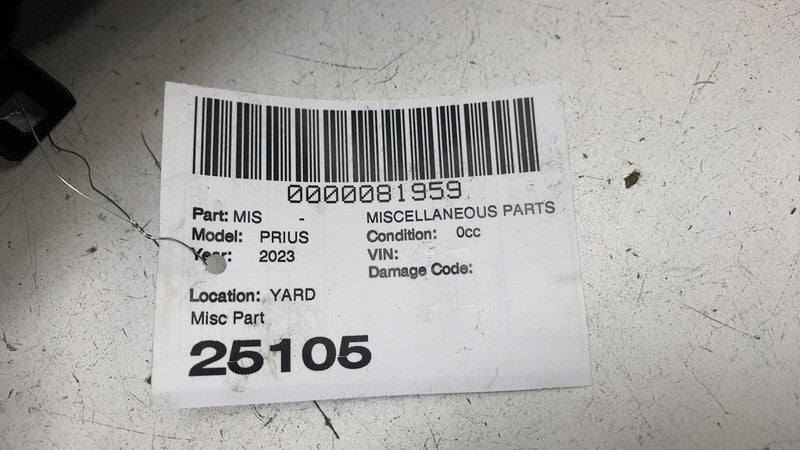 0000081959
Part: MIS - MISCELLANEOUS PARTS
Model: PRIUS Condition: 0cc
Year: 2023 VIN:
Damage Code:
Location: YARD
Misc Part
25105